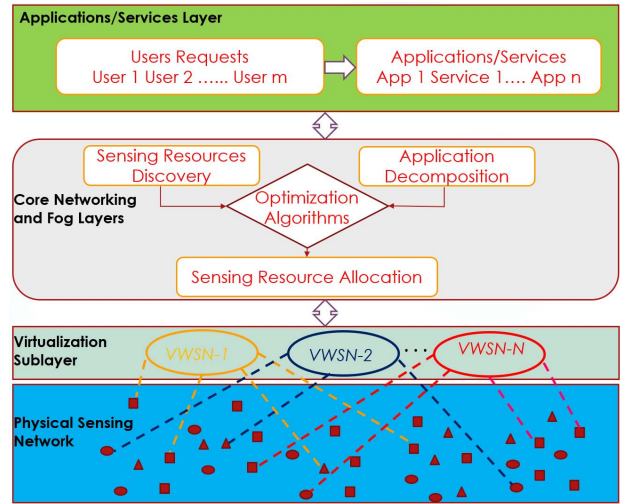 Applications/Services Layer
Users Requests
User 1 User 2 …... User m
Applications/Services
App 1 Service 1…. App n
Sensing Resources
Discovery
Application
Decomposition
Core Networking
and Fog Layers
Optimization
Algorithms
Sensing Resource Allocation
Virtualization
Sublayer
VWSN-1
VWSN-2
...
VWSN-N
Physical Sensing
Network